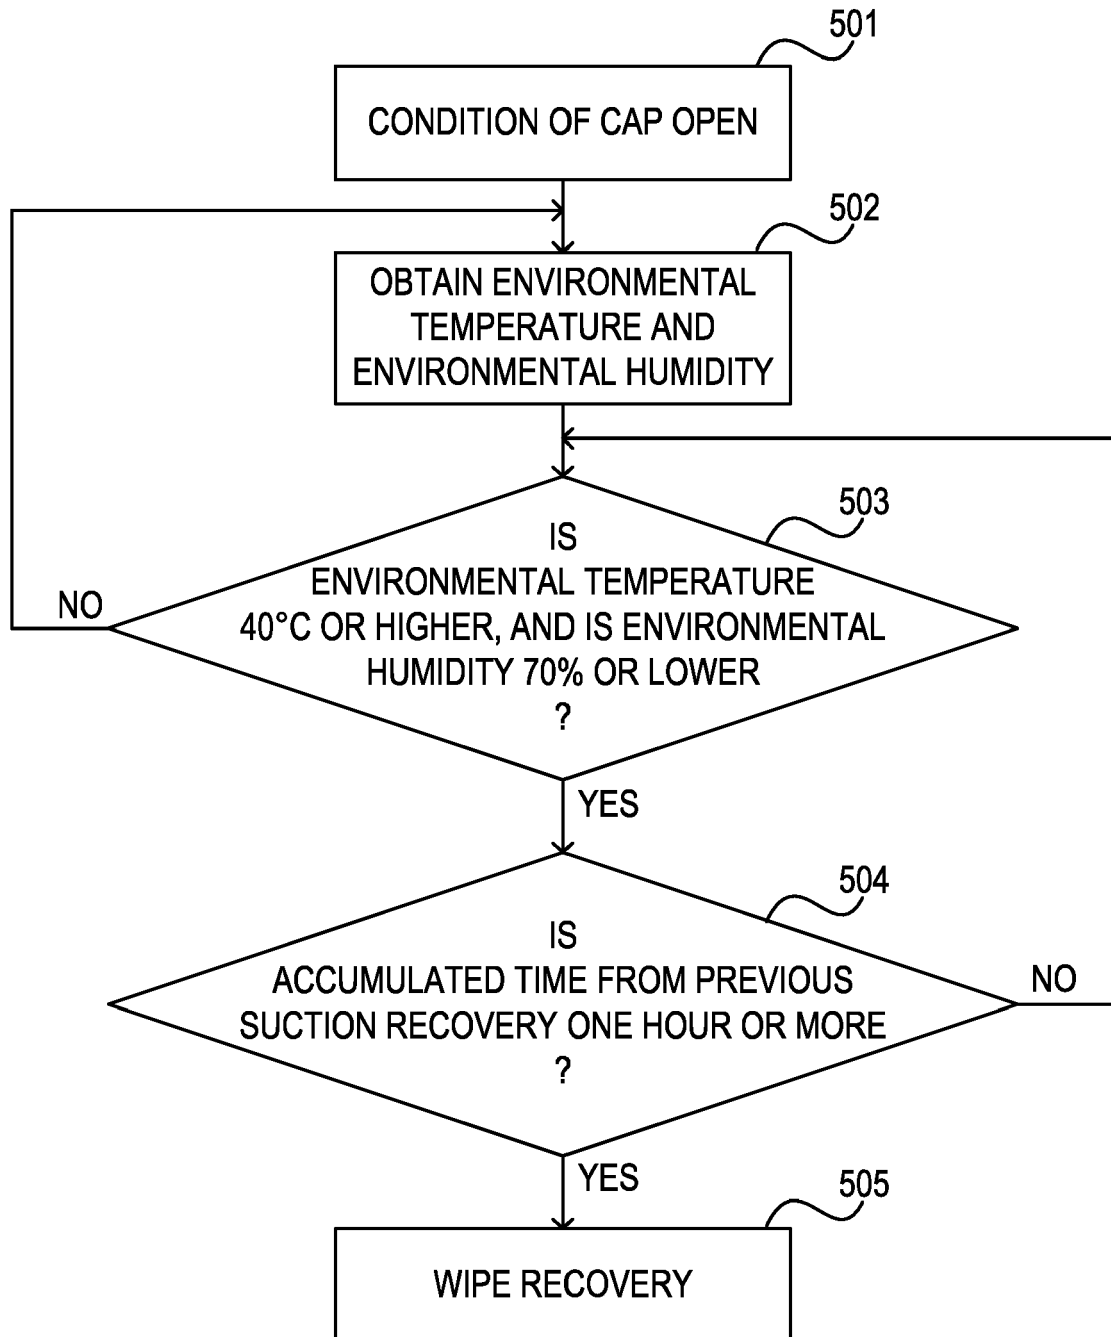 501
CONDITION OF CAP OPEN
502
OBTAIN ENVIRONMENTAL
TEMPERATURE AND
ENVIRONMENTAL HUMIDITY
503
IS
ENVIRONMENTAL TEMPERATURE
40°C OR HIGHER, AND IS ENVIRONMENTAL
HUMIDITY 70% OR LOWER
?
NO
YES
504
IS
ACCUMULATED TIME FROM PREVIOUS
SUCTION RECOVERY ONE HOUR OR MORE
?
NO
YES
505
WIPE RECOVERY